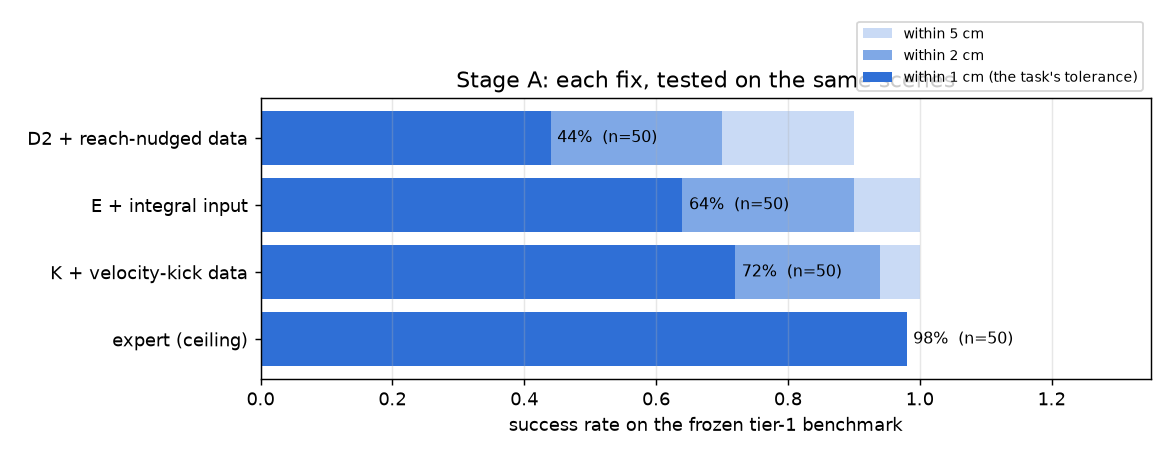 within 5 cm
within 2 cm
within 1 cm (the task's tolerance)
Stage A: each fix, tested on the same scenes
D2 + reach-nudged data
44% (n=50)
E + integral input
64% (n=50)
K + velocity-kick data
72% (n=50)
expert (ceiling)
98% (n=50)
0.0 0.2 0.4 0.6 0.8 1.0 1.2
success rate on the frozen tier-1 benchmark